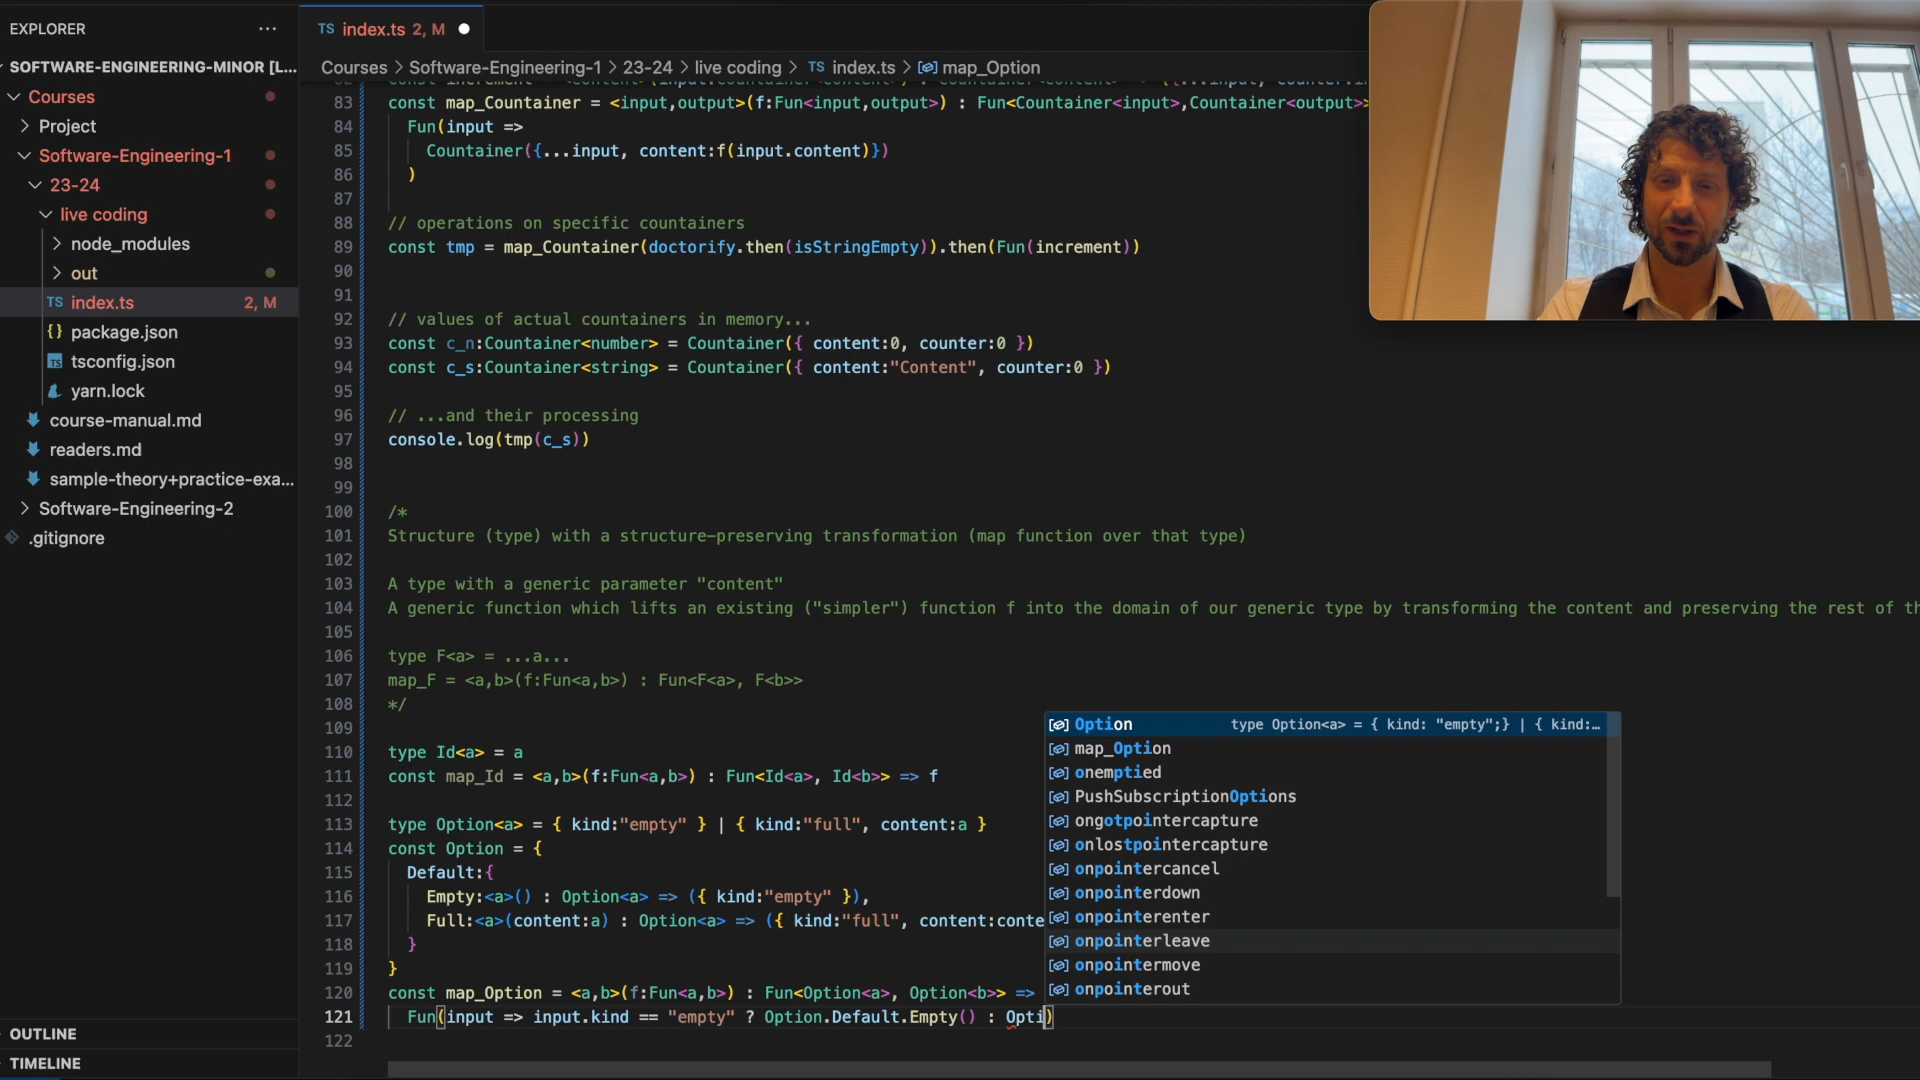 EXPLORER
SOFTWARE-ENGINEERING-MINOR [L...
Courses
Project
Software-Engineering-1
23-24
live coding
node_modules
out
TS index.ts 2, M
{} package.json
TS tsconfig.json
yarn.lock
course-manual.md
readers.md
sample-theory+practice-exa...
Software-Engineering-2
.gitignore
OUTLINE
TIMELINE
TS index.ts 2, M
Courses > Software-Engineering-1 > 23-24 > live coding > TS index.ts > map_Option
83 const map_Countainer = <input,output>(f:Fun<input,output>) : Fun<Countainer<input>,Countainer<output>>
84 Fun(input =>
85 Countainer({...input, content:f(input.content)})
86 )
87
88 // operations on specific countainers
89 const tmp = map_Countainer(doctorify.then(isStringEmpty)).then(Fun(increment))
90
91
92 // values of actual countainers in memory...
93 const c_n:Countainer<number> = Countainer({ content:0, counter:0 })
94 const c_s:Countainer<string> = Countainer({ content:"Content", counter:0 })
95
96 // ...and their processing
97 console.log(tmp(c_s))
98
99
100 /*
101 Structure (type) with a structure-preserving transformation (map function over that type)
102
103 A type with a generic parameter "content"
104 A generic function which lifts an existing ("simpler") function f into the domain of our generic type by transforming the content and preserving the rest of th
105
106 type F<a> = ...a...
107 map_F = <a,b>(f:Fun<a,b>) : Fun<F<a>, F<b>>
108 */
109
110 type Id<a> = a
111 const map_Id = <a,b>(f:Fun<a,b>) : Fun<Id<a>, Id<b>> => f
112
113 type Option<a> = { kind:"empty" } | { kind:"full", content:a }
114 const Option = {
115 Default:{
116 Empty:<a>() : Option<a> => ({ kind:"empty" }),
117 Full:<a>(content:a) : Option<a> => ({ kind:"full", content:conte
118 }
119 }
120 const map_Option = <a,b>(f:Fun<a,b>) : Fun<Option<a>, Option<b>> =>
121 Fun(input => input.kind == "empty" ? Option.Default.Empty() : Opti)
122
Option type Option<a> = { kind: "empty";} | { kind:...
map_Option
onemptied
PushSubscriptionOptions
ongotpointercapture
onlostpointercapture
onpointercancel
onpointerdown
onpointerenter
onpointerleave
onpointermove
onpointerout